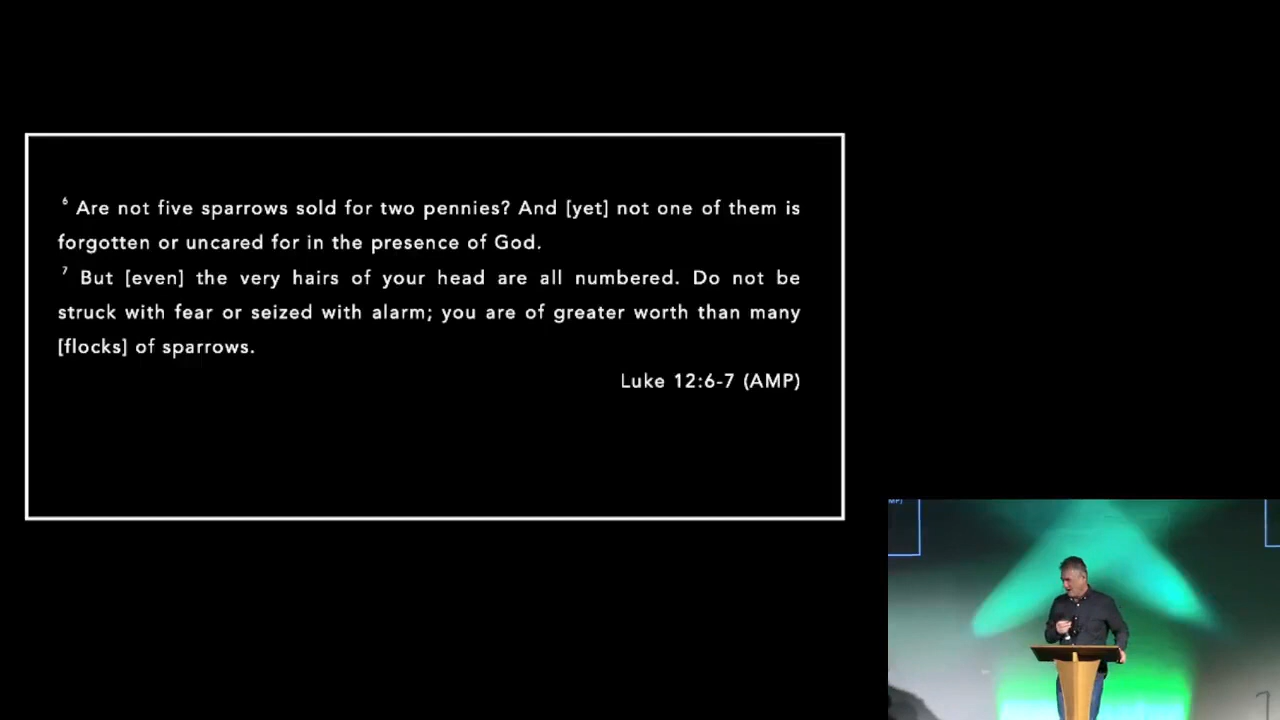 ⁶ Are not five sparrows sold for two pennies? And [yet] not one of them is
forgotten or uncared for in the presence of God.
⁷ But [even] the very hairs of your head are all numbered. Do not be
struck with fear or seized with alarm; you are of greater worth than many
[flocks] of sparrows.
Luke 12:6-7 (AMP)
MP)